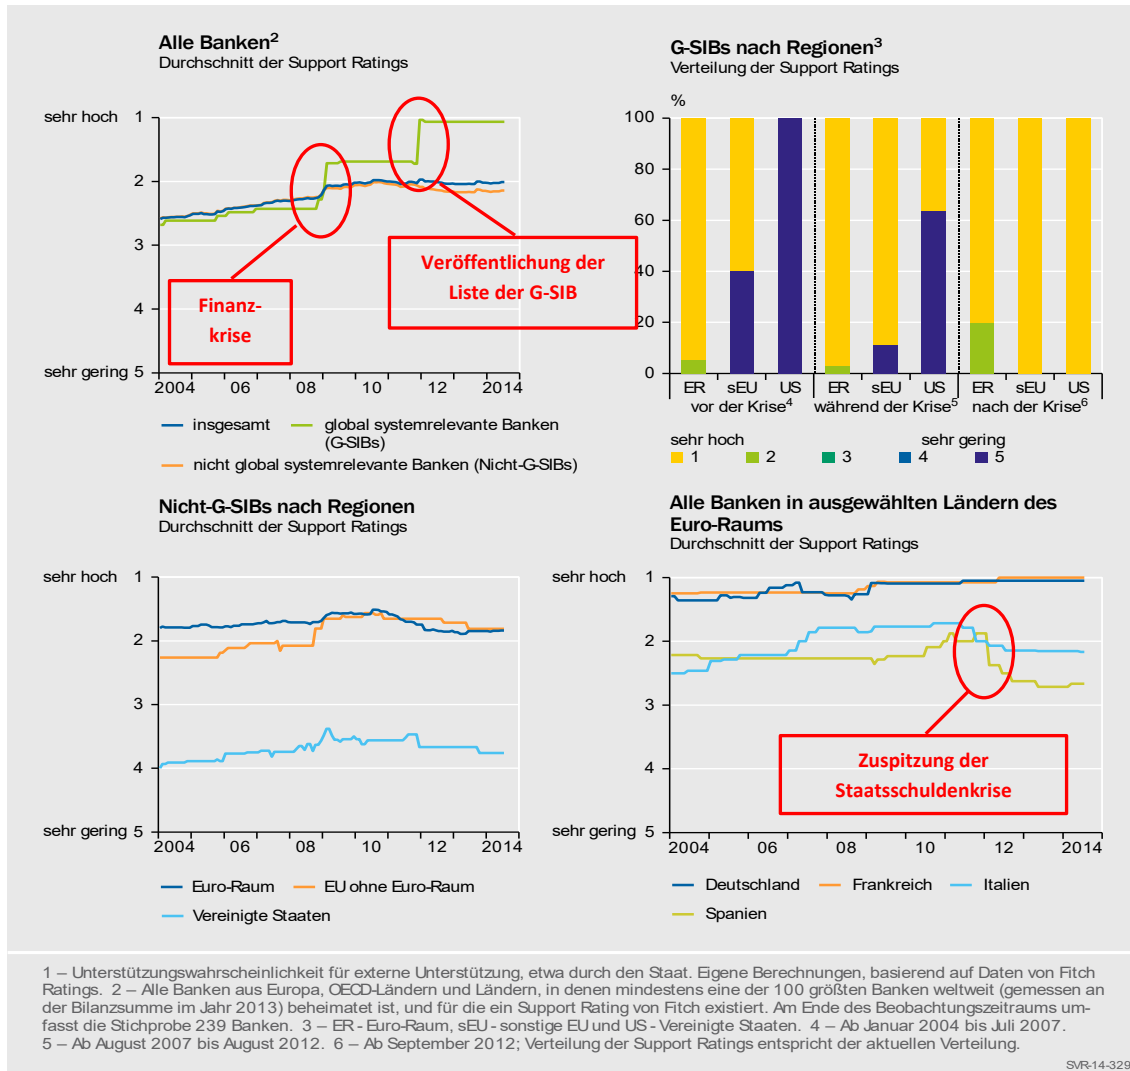 Alle Banken²
Durchschnitt der Support Ratings
sehr hoch 1
2
3
4
sehr gering 5
2004 06 08 10 12 2014
Finanz-
krise
Veröffentlichung der
Liste der G-SIB
insgesamt global systemrelevante Banken
(G-SIBs)
nicht global systemrelevante Banken (Nicht-G-SIBs)
G-SIBs nach Regionen³
Verteilung der Support Ratings
%
100
80
60
40
20
0
ER sEU US ER sEU US ER sEU US
vor der Krise⁴ während der Krise⁵ nach der Krise⁶
sehr hoch sehr gering
1 2 3 4 5
Nicht-G-SIBs nach Regionen
Durchschnitt der Support Ratings
sehr hoch 1
2
3
4
sehr gering 5
2004 06 08 10 12 2014
Euro-Raum EU ohne Euro-Raum
Vereinigte Staaten
Alle Banken in ausgewählten Ländern des
Euro-Raums
Durchschnitt der Support Ratings
sehr hoch 1
2
3
4
sehr gering 5
2004 06 08 10 12 2014
Zuspitzung der
Staatsschuldenkrise
Deutschland Frankreich Italien
Spanien
1 – Unterstützungswahrscheinlichkeit für externe Unterstützung, etwa durch den Staat. Eigene Berechnungen, basierend auf Daten von Fitch
Ratings. 2 – Alle Banken aus Europa, OECD-Ländern und Ländern, in denen mindestens eine der 100 größten Banken weltweit (gemessen an
der Bilanzsumme im Jahr 2013) beheimatet ist, und für die ein Support Rating von Fitch existiert. Am Ende des Beobachtungszeitraums um-
fasst die Stichprobe 239 Banken. 3 – ER - Euro-Raum, sEU - sonstige EU und US - Vereinigte Staaten. 4 – Ab Januar 2004 bis Juli 2007.
5 – Ab August 2007 bis August 2012. 6 – Ab September 2012; Verteilung der Support Ratings entspricht der aktuellen Verteilung.
SVR-14-329